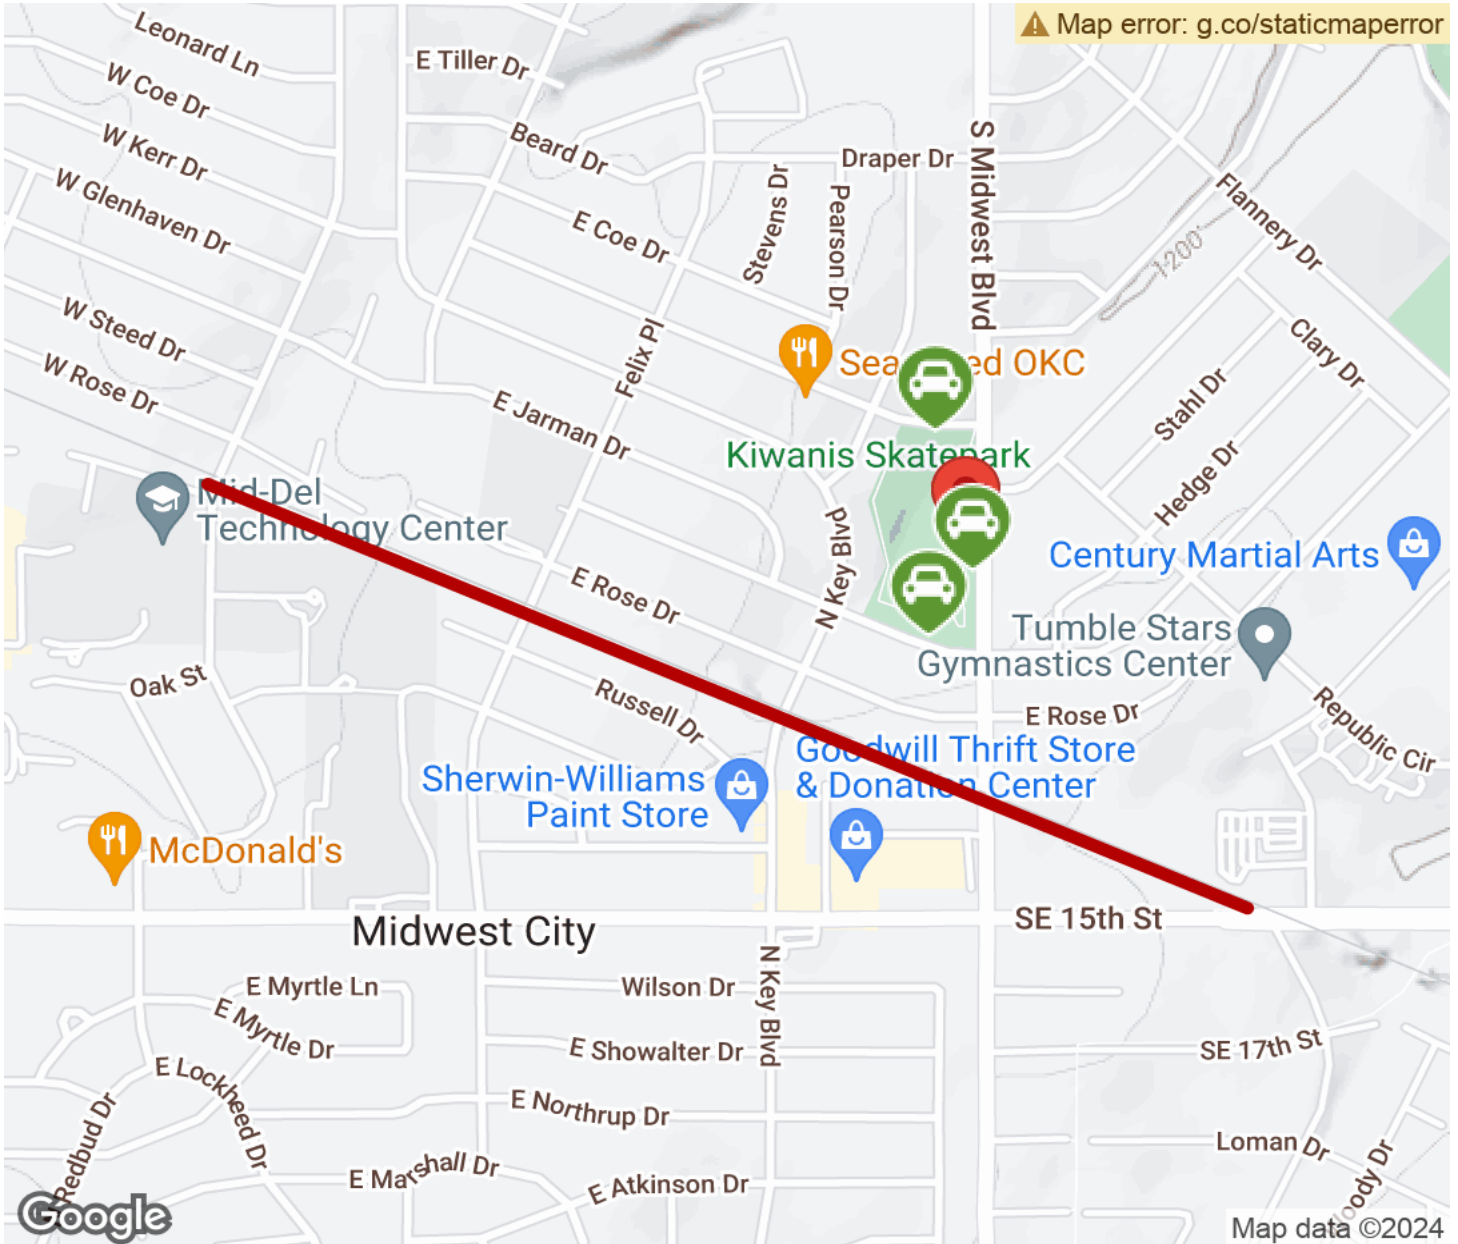 Map error: g.co/staticmaperror
Leonard Ln
E Tiller Dr
W Coe Dr
W Kerr Dr
Beard Dr
Draper Dr
S Midwest Blvd
W Glenhaven Dr
E Coe Dr
Stevens Dr
Pearson Dr
Flannery Dr
1200'
W Steed Dr
Felix Pl
Clary Dr
W Rose Dr
OKC
E Jarman Dr
Stahl Dr
Kiwanis Skatepark
Hedge Dr
Mid-Del
Technology Center
N Key Blvd
Century Martial Arts
E Rose Dr
Tumble Stars
Gymnastics Center
Oak St
Russell Dr
E Rose Dr
Republic Cir
Goodwill Thrift Store
& Donation Center
Sherwin-Williams
Paint Store
McDonald's
Midwest City
SE 15th St
E Myrtle Ln
Wilson Dr
N Key Blvd
E Myrtle Dr
E Showalter Dr
SE 17th St
E Lockheed Dr
Redbud Dr
E Northrup Dr
Loman Dr
E Marshall Dr
E Atkinson Dr
Google
Map data ©2024